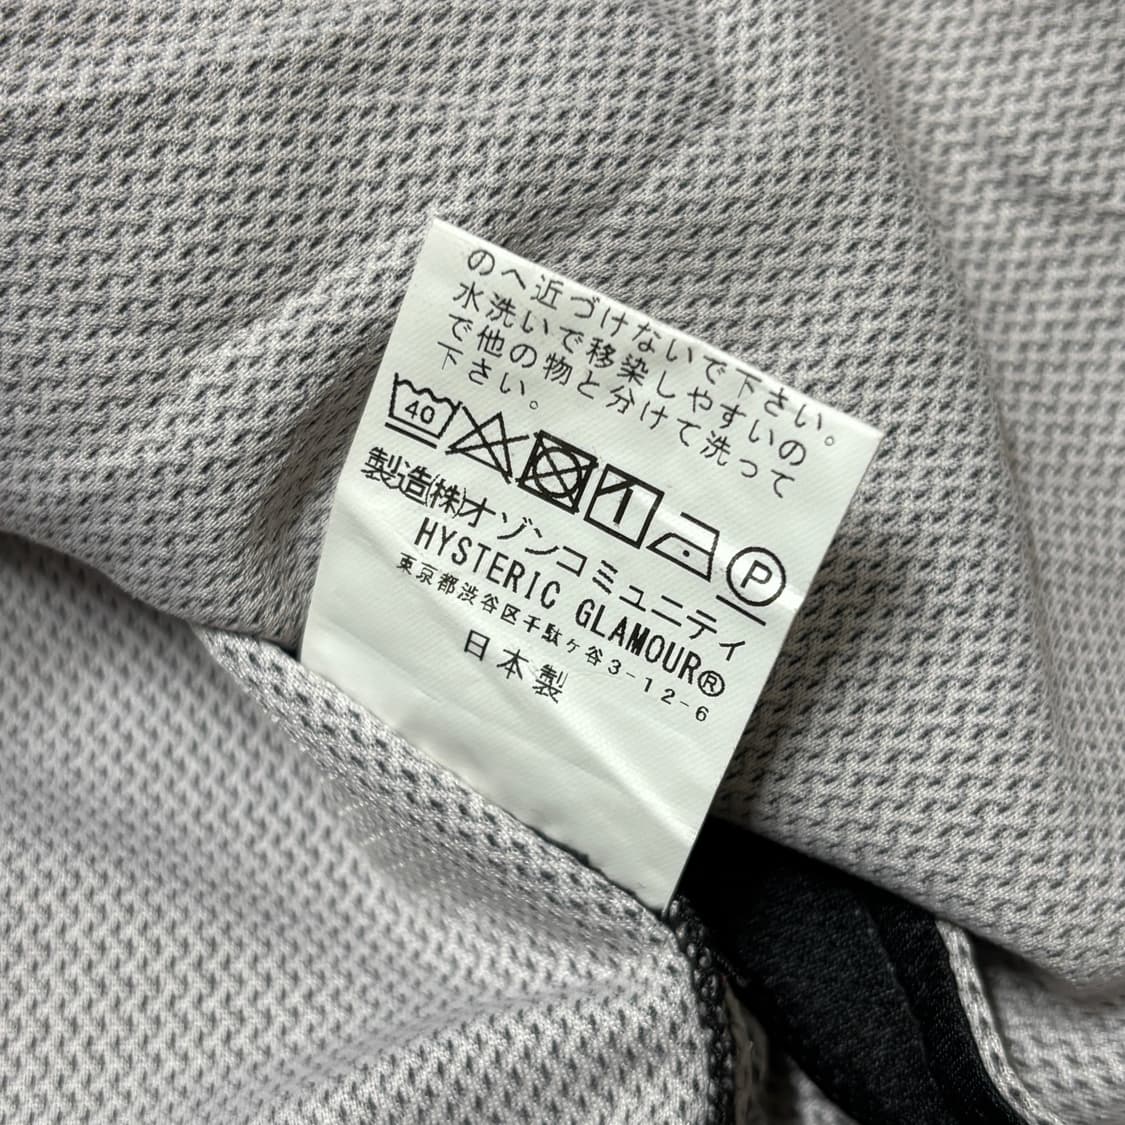 のへ近づけないで下さい。
水洗いで移染しやすいの
で他の物と分けて洗って
下さい。
40 P
製造㈱オゾンコミュニティ
HYSTERIC GLAMOUR®
東京都渋谷区千駄ヶ谷3-12-6
日本製